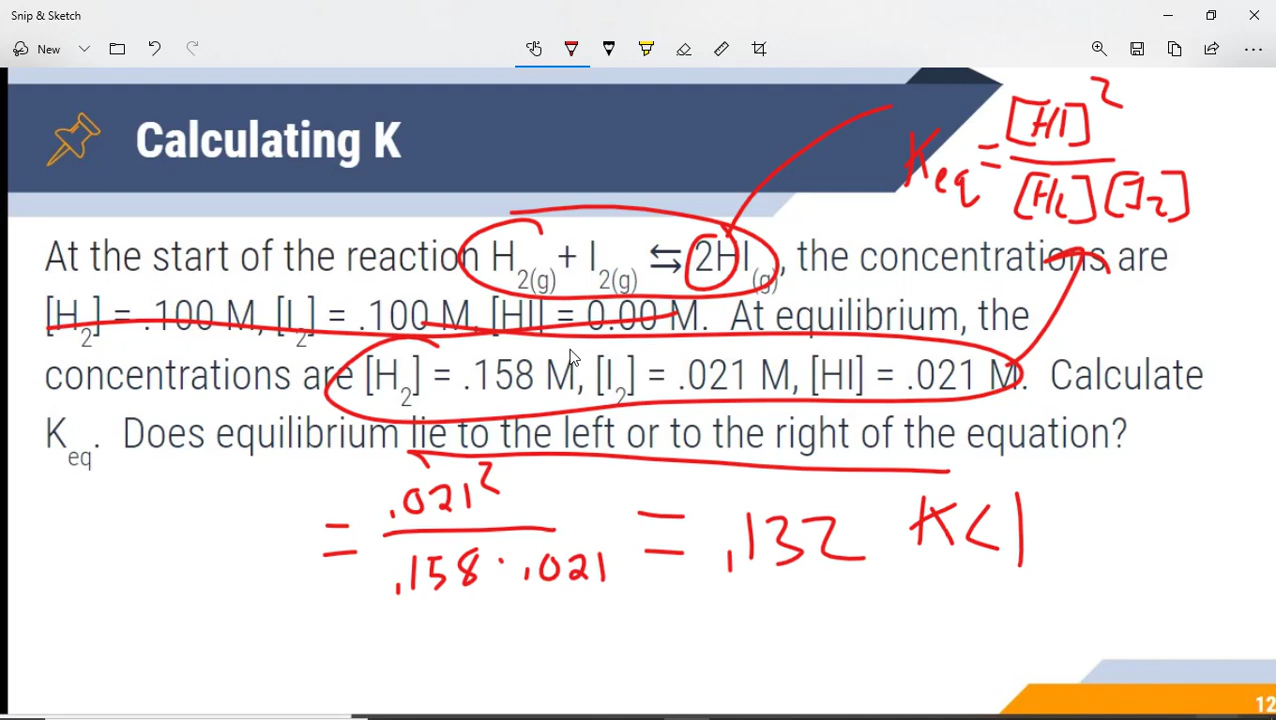 Snip & Sketch
New
Calculating K
Keq = [HI]²
[H2] [I2]
At the start of the reaction H2(g) + I2(g) ⇆ 2HI(g), the concentrations are
[H2] = .100 M, [I2] = .100 M, [HI] = 0.00 M. At equilibrium, the
concentrations are [H2] = .158 M, [I2] = .021 M, [HI] = .021 M. Calculate
Keq. Does equilibrium lie to the left or to the right of the equation?
= .021²
.158 · .021 = .132 K<1
12